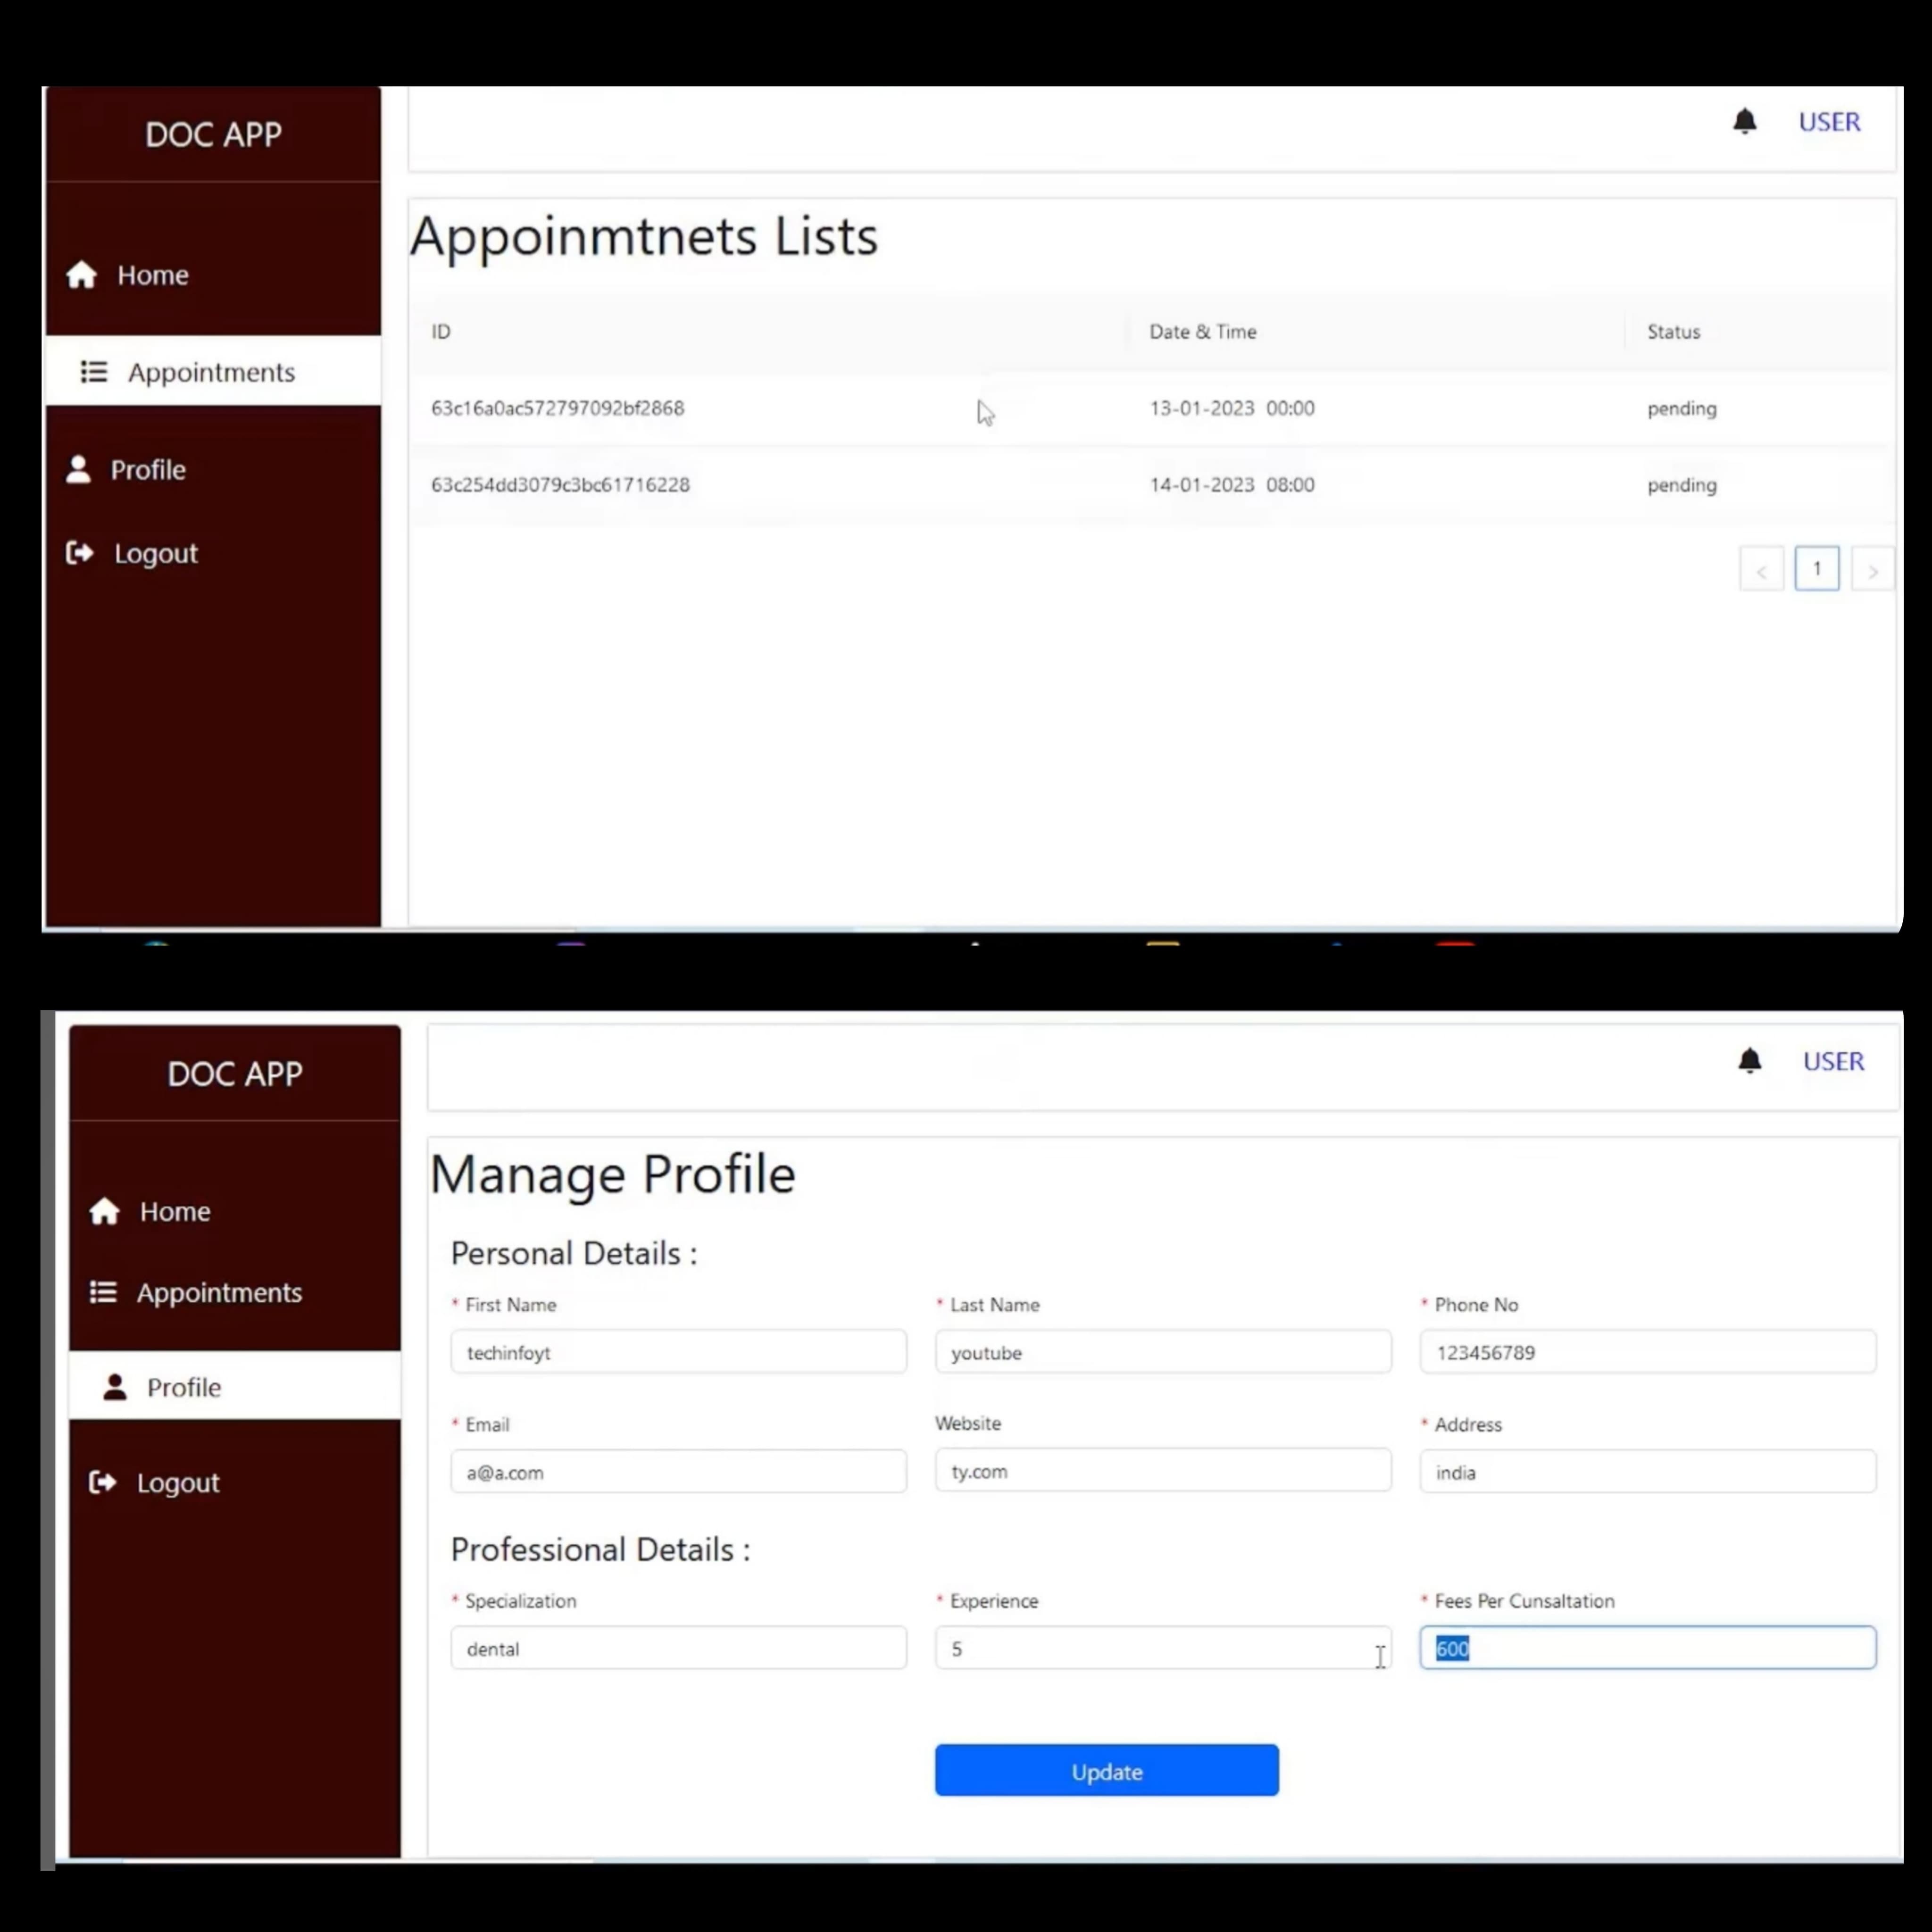 DOC APP
USER
Home
Appointments
Profile
Logout
Appoinmtnets Lists
ID Date & Time Status
63c16a0ac572797092bf2868 13-01-2023 00:00 pending
63c254dd3079c3bc61716228 14-01-2023 08:00 pending
< 1 >
DOC APP
USER
Home
Appointments
Profile
Logout
Manage Profile
Personal Details :
* First Name * Last Name * Phone No
techinfoyt youtube 123456789
* Email Website * Address
a@a.com ty.com india
Professional Details :
* Specialization * Experience * Fees Per Cunsaltation
dental 5 600
Update